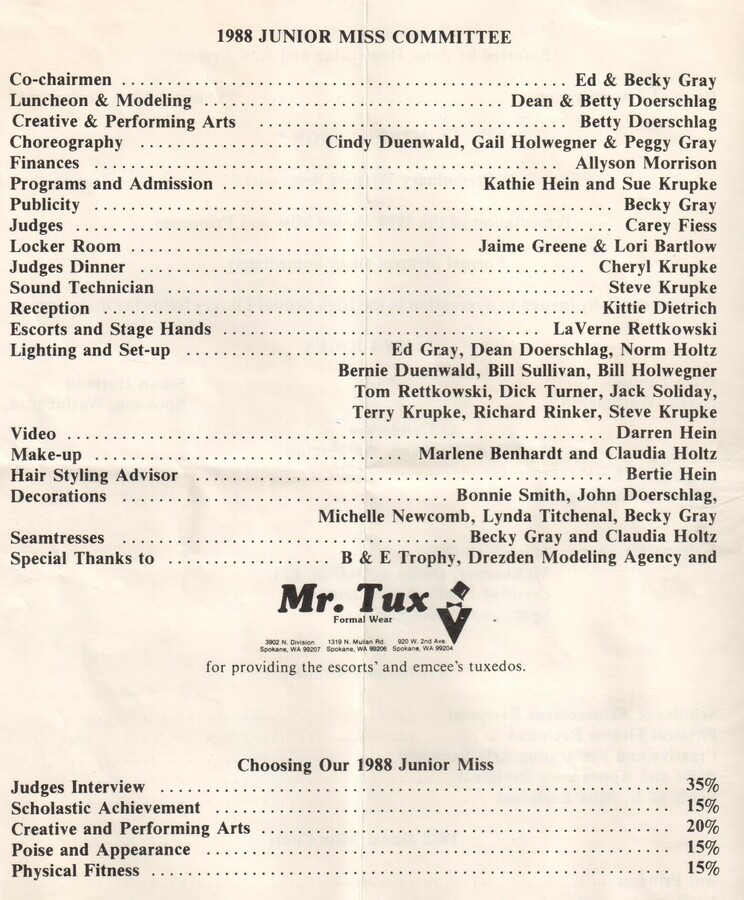 1988 JUNIOR MISS COMMITTEE
Co-chairmen .......... Ed & Becky Gray
Luncheon & Modeling .......... Dean & Betty Doerschlag
Creative & Performing Arts .......... Betty Doerschlag
Choreography .......... Cindy Duenwald, Gail Holwegner & Peggy Gray
Finances .......... Allyson Morrison
Programs and Admission .......... Kathie Hein and Sue Krupke
Publicity .......... Becky Gray
Judges .......... Carey Fiess
Locker Room .......... Jaime Greene & Lori Bartlow
Judges Dinner .......... Cheryl Krupke
Sound Technician .......... Steve Krupke
Reception .......... Kittie Dietrich
Escorts and Stage Hands .......... LaVerne Rettkowski
Lighting and Set-up .......... Ed Gray, Dean Doerschlag, Norm Holtz
Bernie Duenwald, Bill Sullivan, Bill Holwegner
Tom Rettkowski, Dick Turner, Jack Soliday,
Terry Krupke, Richard Rinker, Steve Krupke
Video .......... Darren Hein
Make-up .......... Marlene Benhardt and Claudia Holtz
Hair Styling Advisor .......... Bertie Hein
Decorations .......... Bonnie Smith, John Doerschlag,
Michelle Newcomb, Lynda Titchenal, Becky Gray
Seamtresses .......... Becky Gray and Claudia Holtz
Special Thanks to .......... B & E Trophy, Drezden Modeling Agency and
Mr. Tux
Formal Wear
3902 N. Division 1319 N. Mullan Rd. 920 W. 2nd Ave.
Spokane, WA 99207 Spokane, WA 99206 Spokane, WA 99204
for providing the escorts' and emcee's tuxedos.
Choosing Our 1988 Junior Miss
Judges Interview .......... 35%
Scholastic Achievement .......... 15%
Creative and Performing Arts .......... 20%
Poise and Appearance .......... 15%
Physical Fitness .......... 15%